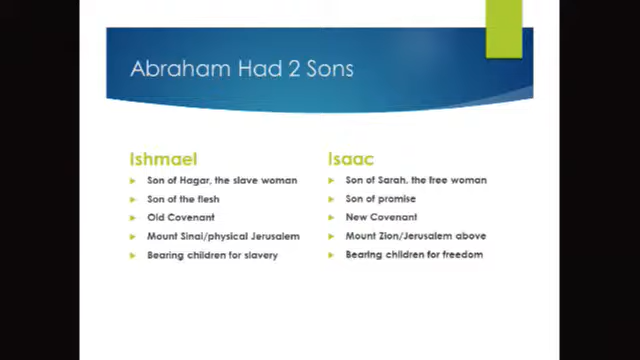 Abraham Had 2 Sons
Ishmael
Son of Hagar, the slave woman
Son of the flesh
Old Covenant
Mount Sinai/physical Jerusalem
Bearing children for slavery
Isaac
Son of Sarah, the free woman
Son of promise
New Covenant
Mount Zion/Jerusalem above
Bearing children for freedom